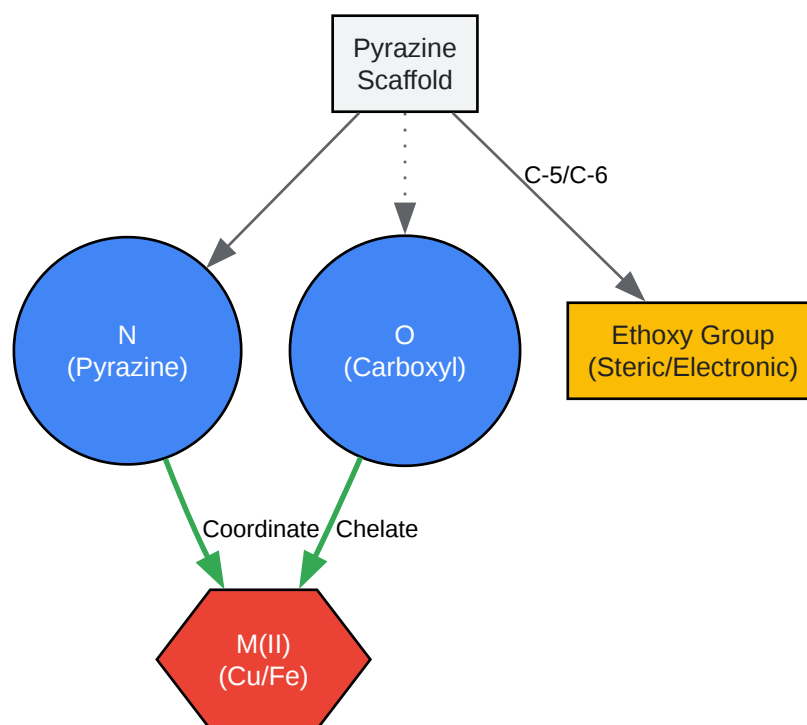 Pyrazine
Scaffold
C-5/C-6
N
(Pyrazine)
O
(Carboxyl)
Ethoxy Group
(Steric/Electronic)
Coordinate
Chelate
M(II)
(Cu/Fe)